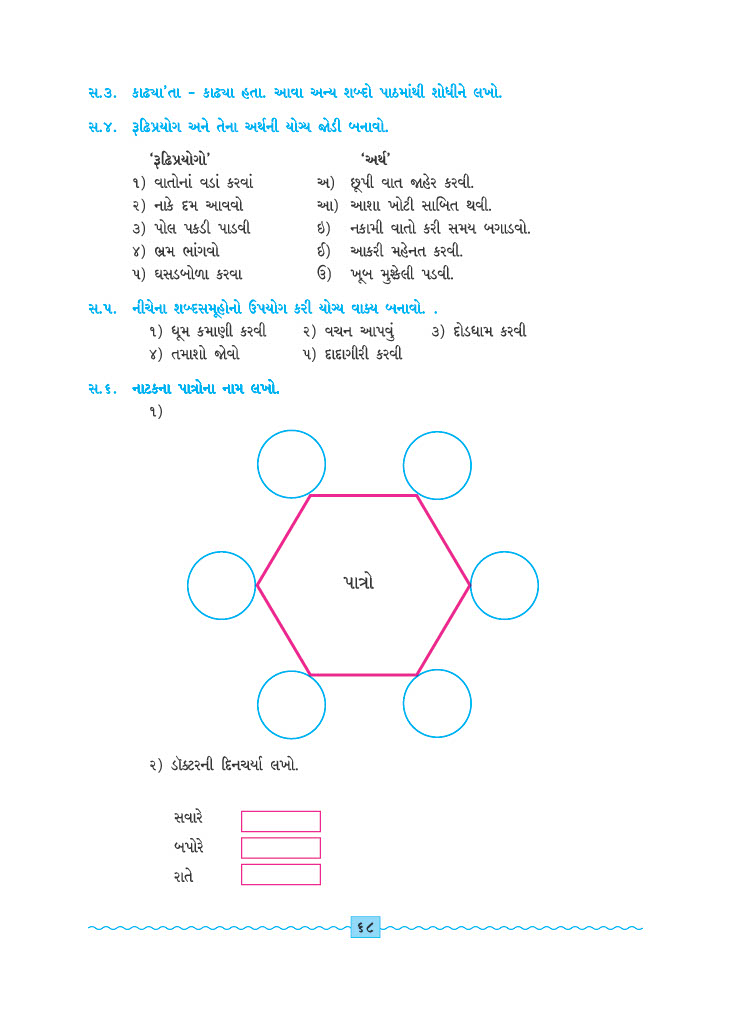 સ.૩. કાઢ્યા'તા – કાઢ્યા હતા. આવા અન્ય શબ્દો પાઠમાંથી શોધીને લખો.
સ.૪. રૂઢિપ્રયોગ અને તેના અર્થની યોગ્ય જોડી બનાવો.
'રૂઢિપ્રયોગો' 'અર્થ'
૧) વાતોનાં વડાં કરવાં અ) છૂપી વાત જાહેર કરવી.
૨) નાકે દમ આવવો આ) આશા ખોટી સાબિત થવી.
૩) પોલ પકડી પાડવી ઇ) નકામી વાતો કરી સમય બગાડવો.
૪) ભ્રમ ભાંગવો ઈ) આકરી મહેનત કરવી.
૫) ઘસડબોળા કરવા ઉ) ખૂબ મુશ્કેલી પડવી.
સ.૫. નીચેના શબ્દસમૂહોનો ઉપયોગ કરી યોગ્ય વાક્ય બનાવો. .
૧) ધૂમ કમાણી કરવી ૨) વચન આપવું ૩) દોડધામ કરવી
૪) તમાશો જોવો ૫) દાદાગીરી કરવી
સ.૬. નાટકના પાત્રોના નામ લખો.
૧)
પાત્રો
૨) ડૉક્ટરની દિનચર્યા લખો.
સવારે
બપોરે
રાતે
૬૮